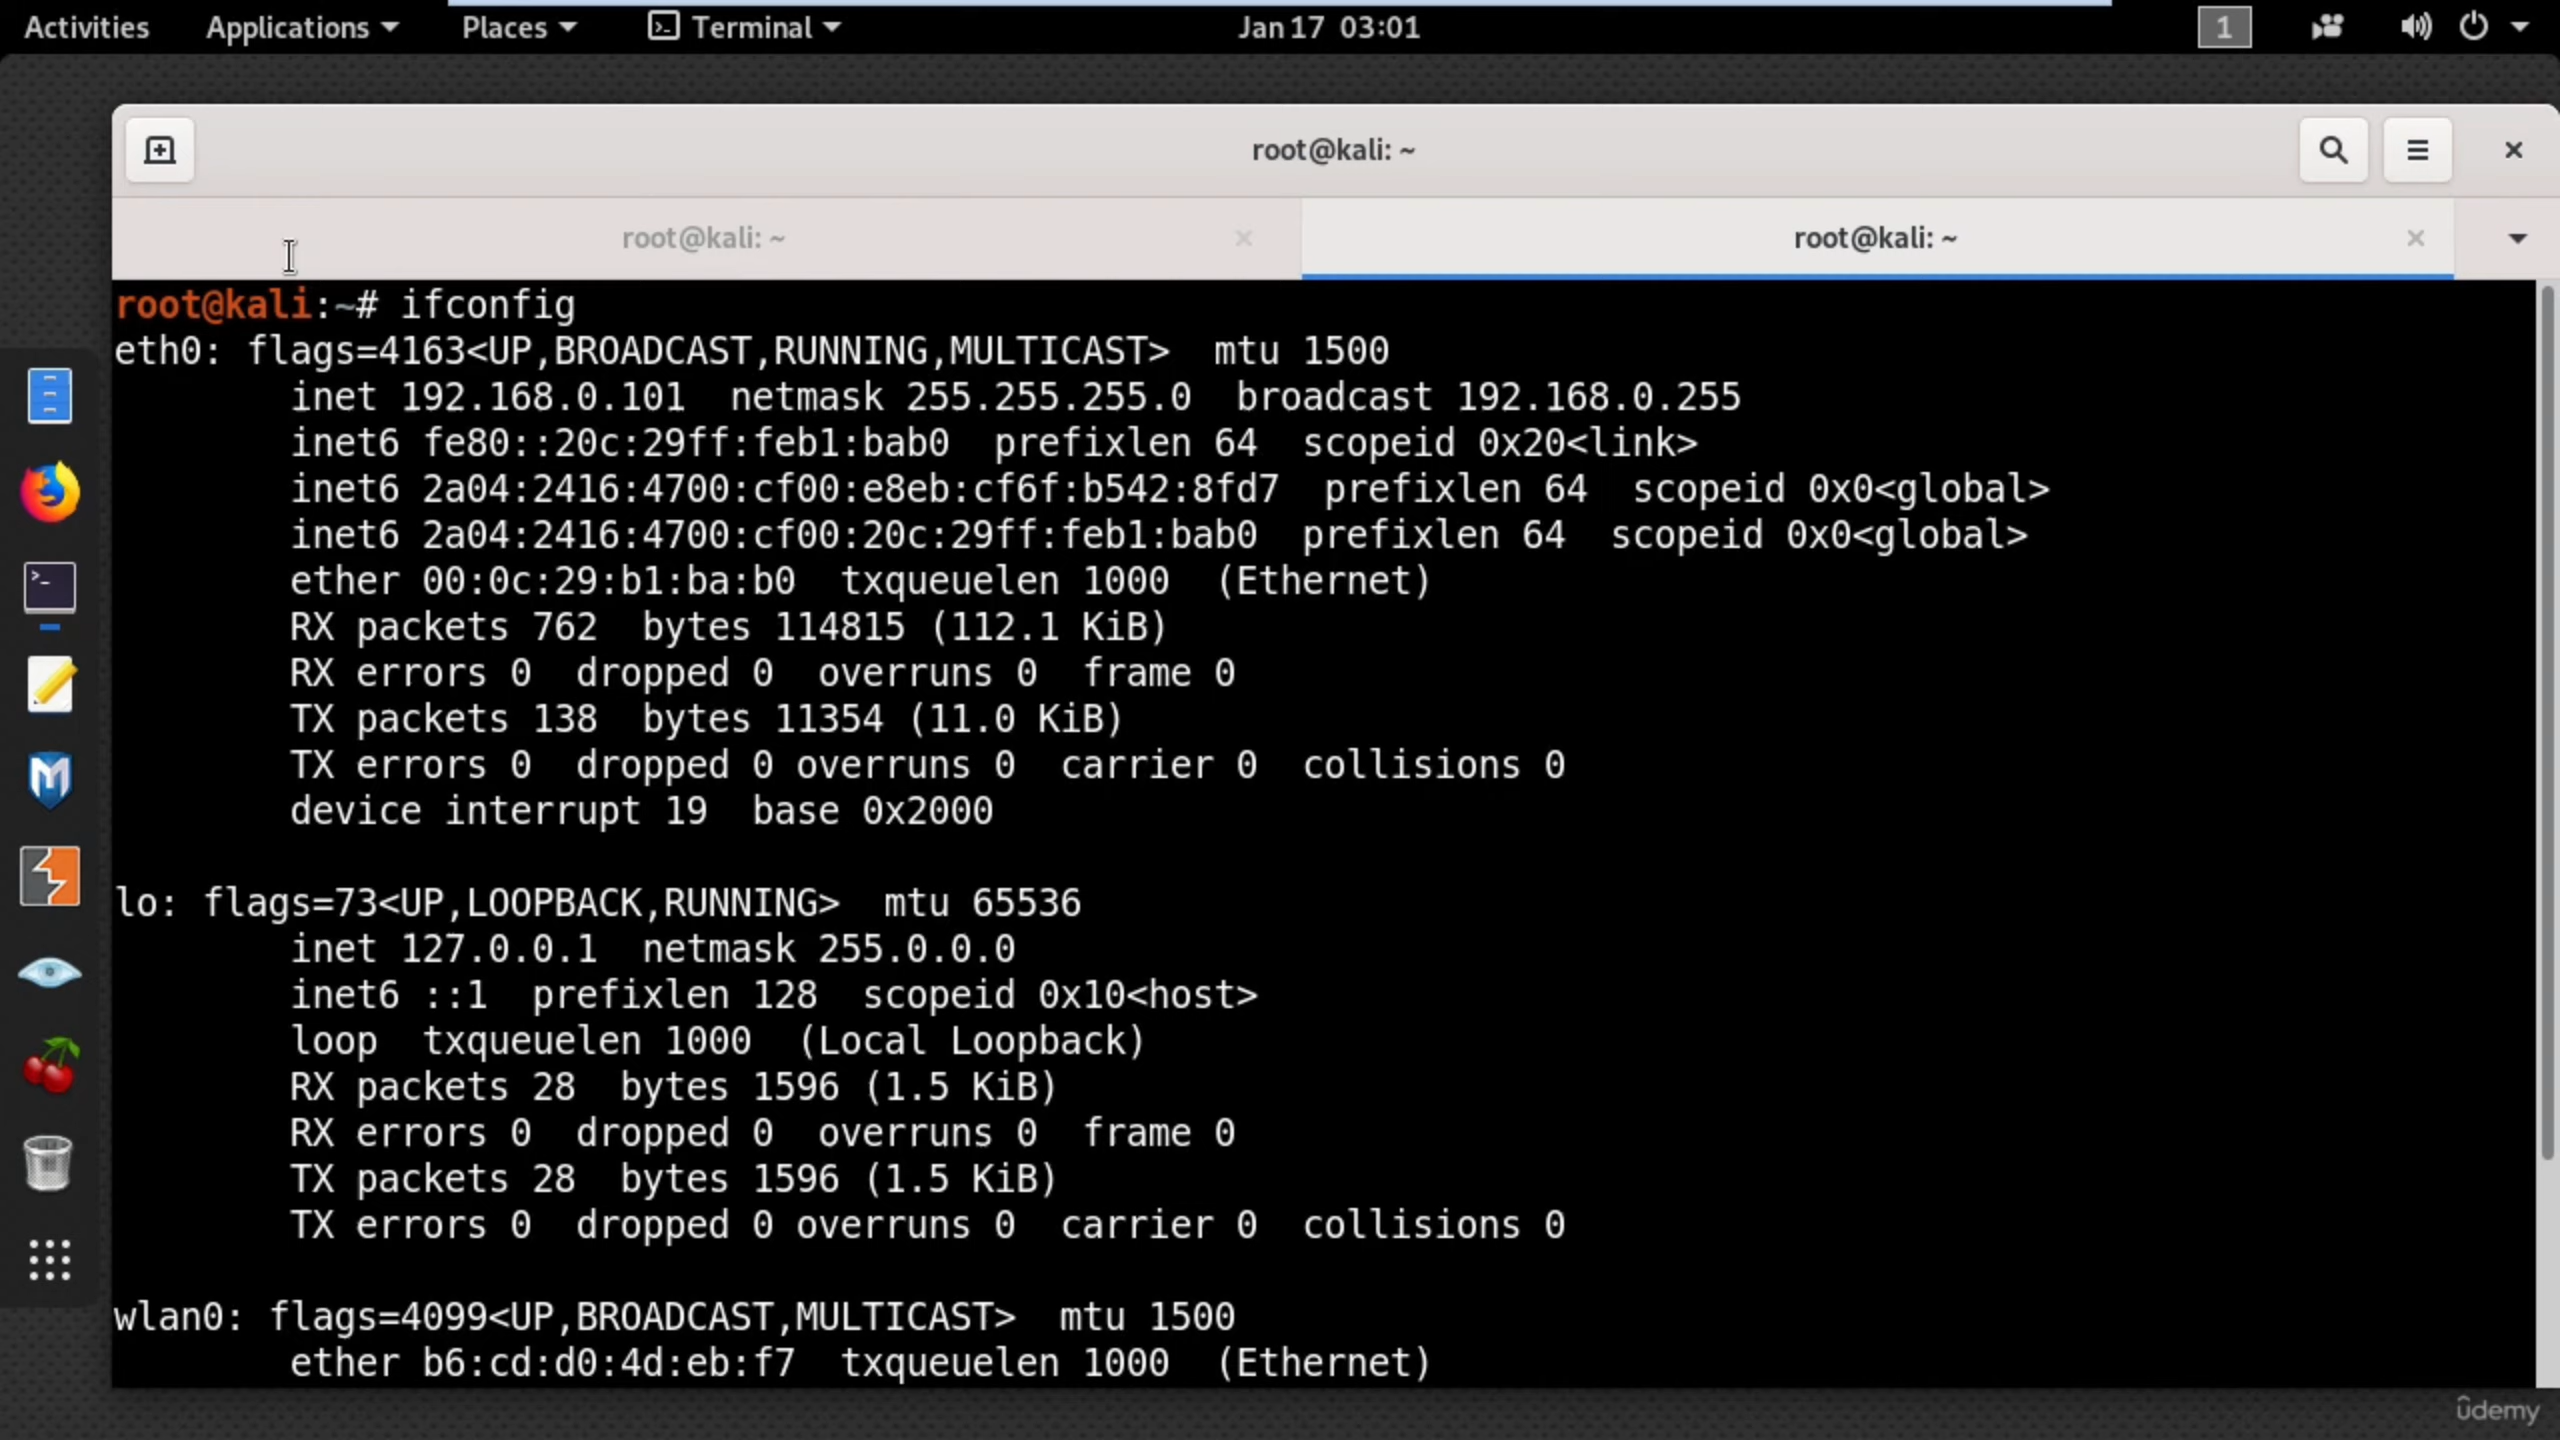 Activities Applications Places Terminal Jan 17 03:01 1
root@kali: ~
root@kali: ~ root@kali: ~
root@kali:~# ifconfig
eth0: flags=4163<UP,BROADCAST,RUNNING,MULTICAST>  mtu 1500
        inet 192.168.0.101  netmask 255.255.255.0  broadcast 192.168.0.255
        inet6 fe80::20c:29ff:feb1:bab0  prefixlen 64  scopeid 0x20<link>
        inet6 2a04:2416:4700:cf00:e8eb:cf6f:b542:8fd7  prefixlen 64  scopeid 0x0<global>
        inet6 2a04:2416:4700:cf00:20c:29ff:feb1:bab0  prefixlen 64  scopeid 0x0<global>
        ether 00:0c:29:b1:ba:b0  txqueuelen 1000  (Ethernet)
        RX packets 762  bytes 114815 (112.1 KiB)
        RX errors 0  dropped 0  overruns 0  frame 0
        TX packets 138  bytes 11354 (11.0 KiB)
        TX errors 0  dropped 0 overruns 0  carrier 0  collisions 0
        device interrupt 19  base 0x2000
lo: flags=73<UP,LOOPBACK,RUNNING>  mtu 65536
        inet 127.0.0.1  netmask 255.0.0.0
        inet6 ::1  prefixlen 128  scopeid 0x10<host>
        loop  txqueuelen 1000  (Local Loopback)
        RX packets 28  bytes 1596 (1.5 KiB)
        RX errors 0  dropped 0  overruns 0  frame 0
        TX packets 28  bytes 1596 (1.5 KiB)
        TX errors 0  dropped 0 overruns 0  carrier 0  collisions 0
wlan0: flags=4099<UP,BROADCAST,MULTICAST>  mtu 1500
        ether b6:cd:d0:4d:eb:f7  txqueuelen 1000  (Ethernet)
ûdemy